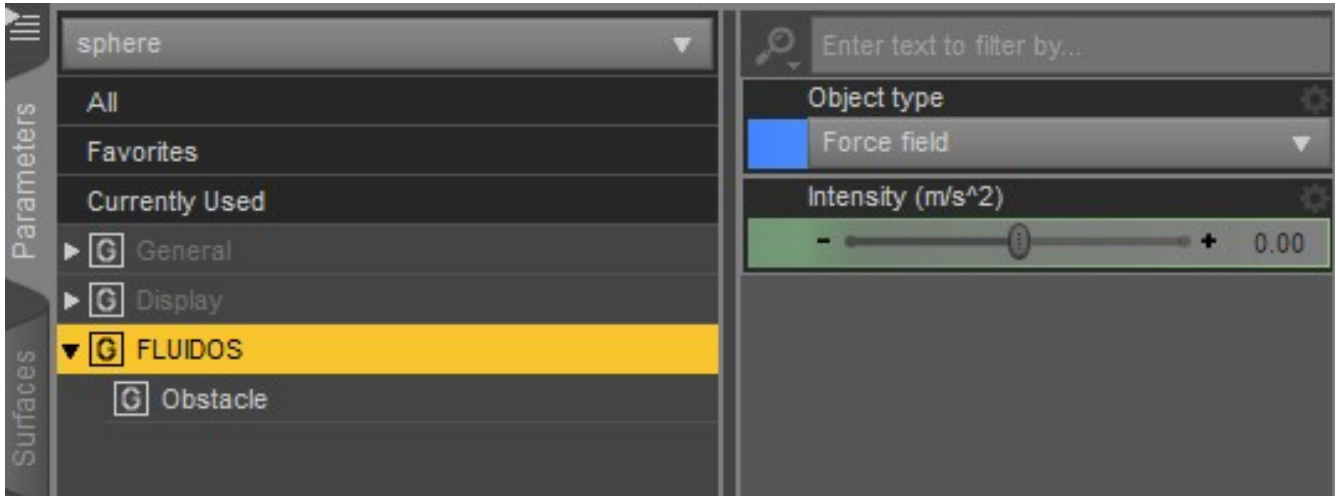 Parameters
Surfaces
sphere
All
Favorites
Currently Used
G General
G Display
G FLUIDOS
G Obstacle
Enter text to filter by...
Object type
Force field
Intensity (m/s^2)
- + 0.00